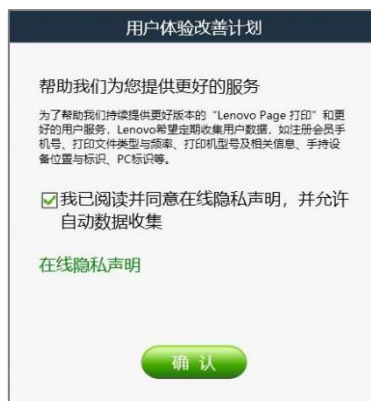 用户体验改善计划
帮助我们为您提供更好的服务
为了帮助我们持续提供更好版本的“Lenovo Page 打印”和更
好的用户服务，Lenovo希望定期收集用户数据，如注册会员手
机号、打印文件类型与频率、打印机型号及相关信息、手持设
备位置与标识、PC标识等。
我已阅读并同意在线隐私声明，并允许
自动数据收集
在线隐私声明
确 认